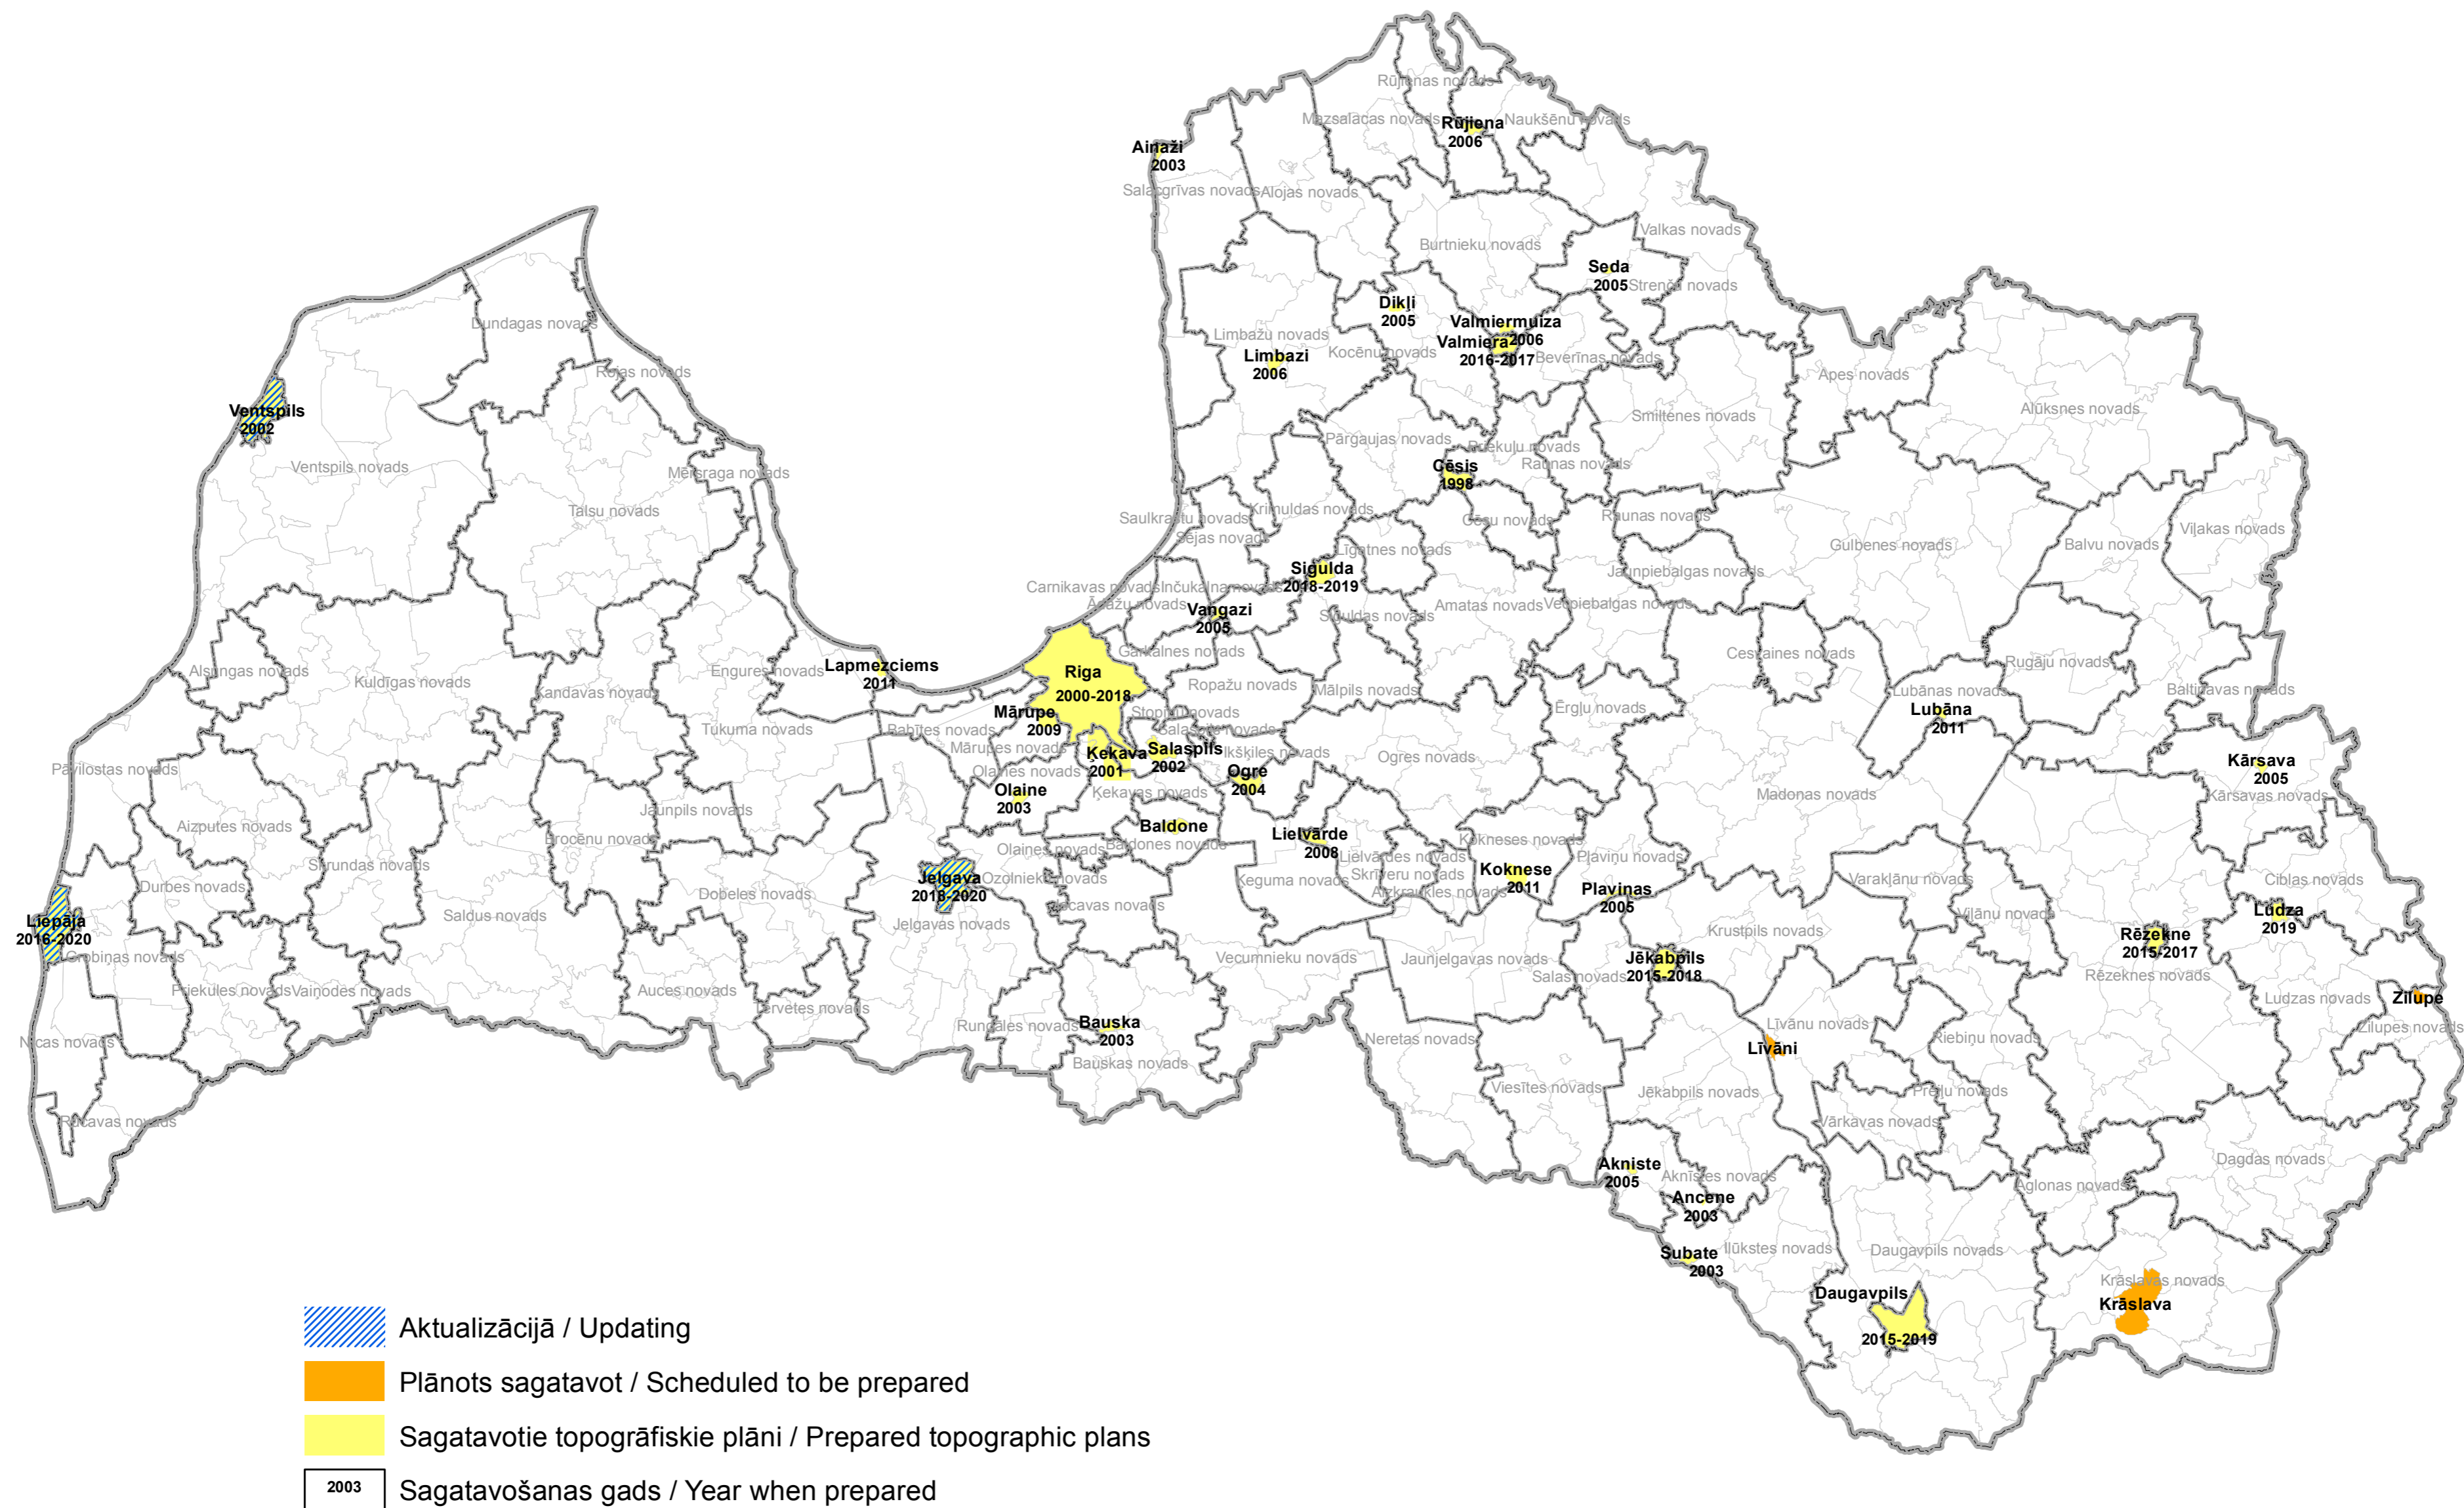 Rūjienas novads
Mazsalacas novads
Rūjiena
2006
Naukšēnu novads
Ainaži
2003
Salacgrīvas novads
Alojas novads
Burtnieku novads
Valkas novads
Seda
2005
Strenču novads
Dikļi
2005
Valmiermuiza
2006
Valmiera
2016-2017
Dundagas novads
Limbažu novads
Limbazi
2006
Kocēnu novads
Beverīnas novads
Rojas novads
Apes novads
Ventspils
2002
Smiltenes novads
Alūksnes novads
Pārgaujas novads
Priekuļu novads
Raunas novads
Ventspils novads
Mērsraga novads
Cēsis
1998
Talsu novads
Saulkrastu novads
Krimuldas novads
Cēsu novads
Raunas novads
Sējas novads
Līgatnes novads
Gulbenes novads
Balvu novads
Viļakas novads
Sigulda
2018-2019
Jaunpiebalgas novads
Carnikavas novads
Inčukalna novads
Ādažu novads
Vangazi
2005
Siguldas novads
Amatas novads
Vecpiebalgas novads
Garkalnes novads
Alsungas novads
Kuldīgas novads
Kandavas novads
Engures novads
Lapmezciems
2011
Riga
2000-2018
Ropažu novads
Mālpils novads
Cesvaines novads
Rugāju novads
Lubānas novads
Baltinavas novads
Lubāna
2011
Ērgļu novads
Tukuma novads
Babītes novads
Mārupe
2009
Mārupes novads
Stopiņu novads
Salaspils novads
Ķekava
2001
Salaspils
2002
Ikšķiles novads
Ogres novads
Pāvilostas novads
Olaines novads
Ogre
2004
Kārsava
2005
Kārsavas novads
Olaine
2003
Ķekavas novads
Madonas novads
Aizputes novads
Jaunpils novads
Brocēnu novads
Baldone
Baldones novads
Olaines novads
Lielvārde
2008
Kokneses novads
Pļaviņu novads
Lielvārdes novads
Skrundas novads
Durbes novads
Dobeles novads
Jelgava
2018-2020
Ozolnieku novads
Ķeguma novads
Skrīveru novads
Aizkraukles novads
Koknese
2011
Plavinas
2005
Varakļānu novads
Ciblas novads
Iecavas novads
Saldus novads
Jelgavas novads
Liepāja
2016-2020
Grobiņas novads
Viļānu novads
Ludza
2019
Rēzekne
2015-2017
Krustpils novads
Vecumnieku novads
Jaunjelgavas novads
Jēkabpils
2015-2018
Salas novads
Rēzeknes novads
Priekules novads
Vaiņodes novads
Auces novads
Tērvetes novads
Ludzas novads
Zilupe
Zilupes novads
Rundāles novads
Bauska
2003
Bauskas novads
Neretas novads
Līvānu novads
Līvāni
Riebiņu novads
Nīcas novads
Viesītes novads
Jēkabpils novads
Preiļu novads
Vārkavas novads
Rucavas novads
Akniste
2005
Aknīstes novads
Dagdas novads
Aglonas novads
Ancene
2003
Subate
2003
Ilūkstes novads
Daugavpils novads
Daugavpils
2015-2019
Krāslavas novads
Krāslava
Aktualizācijā / Updating
Plānots sagatavot / Scheduled to be prepared
Sagatavotie topogrāfiskie plāni / Prepared topographic plans
2003 Sagatavošanas gads / Year when prepared